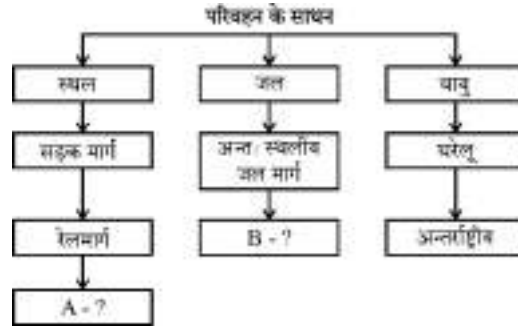 परिवहन के साधन
स्थल
जल
वायु
सड़क मार्ग
अन्त: स्थलीय
जल मार्ग
घरेलू
रेलमार्ग
B - ?
अन्तर्राष्ट्रीय
A - ?